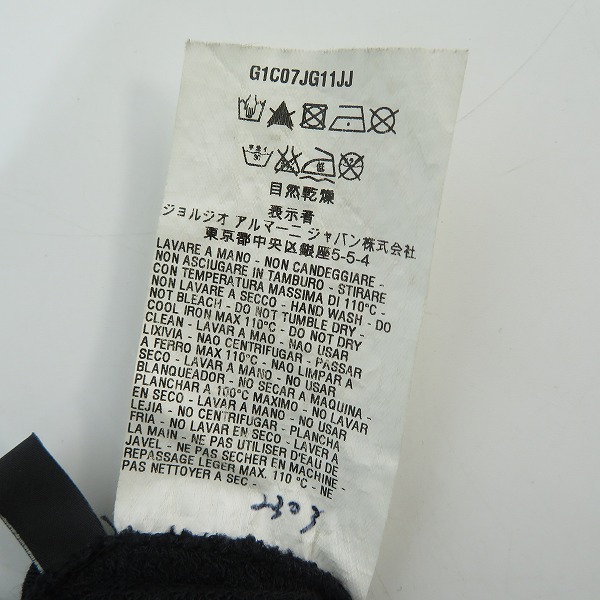 G1C07JG11JJ
自然乾燥
表示者
ジョルジオ アルマーニ ジャパン株式会社
東京都中央区銀座5-5-4
LAVARE A MANO - NON CANDEGGIARE -
NON ASCIUGARE IN TAMBURO - STIRARE
CON TEMPERATURA MASSIMA DI 110°C -
NON LAVARE A SECCO - HAND WASH - DO
NOT BLEACH - DO NOT TUMBLE DRY -
COOL IRON MAX 110°C - DO NOT DRY
CLEAN - LAVAR A MAO - NAO USAR
LIXIVIA - NAO CENTRIFUGAR - PASSAR
A FERRO MAX 110°C - NAO LIMPAR A
SECO - LAVAR A MANO - NO USAR
BLANQUEADOR - NO SECAR A MAQUINA -
PLANCHAR A 100°C MAXIMO - NO LAVAR
EN SECO - LAVAR A MANO - NO USAR
LEJIA - NO CENTRIFUGAR - PLANCHA
FRIA - NO LAVAR EN SECO - LAVER A
LA MAIN - NE PAS UTILISER D'EAU DE
JAVEL - NE PAS SECHER EN MACHINE -
REPASSAGE LEGER MAX. 110 °C - NE
PAS NETTOYER A SEC -